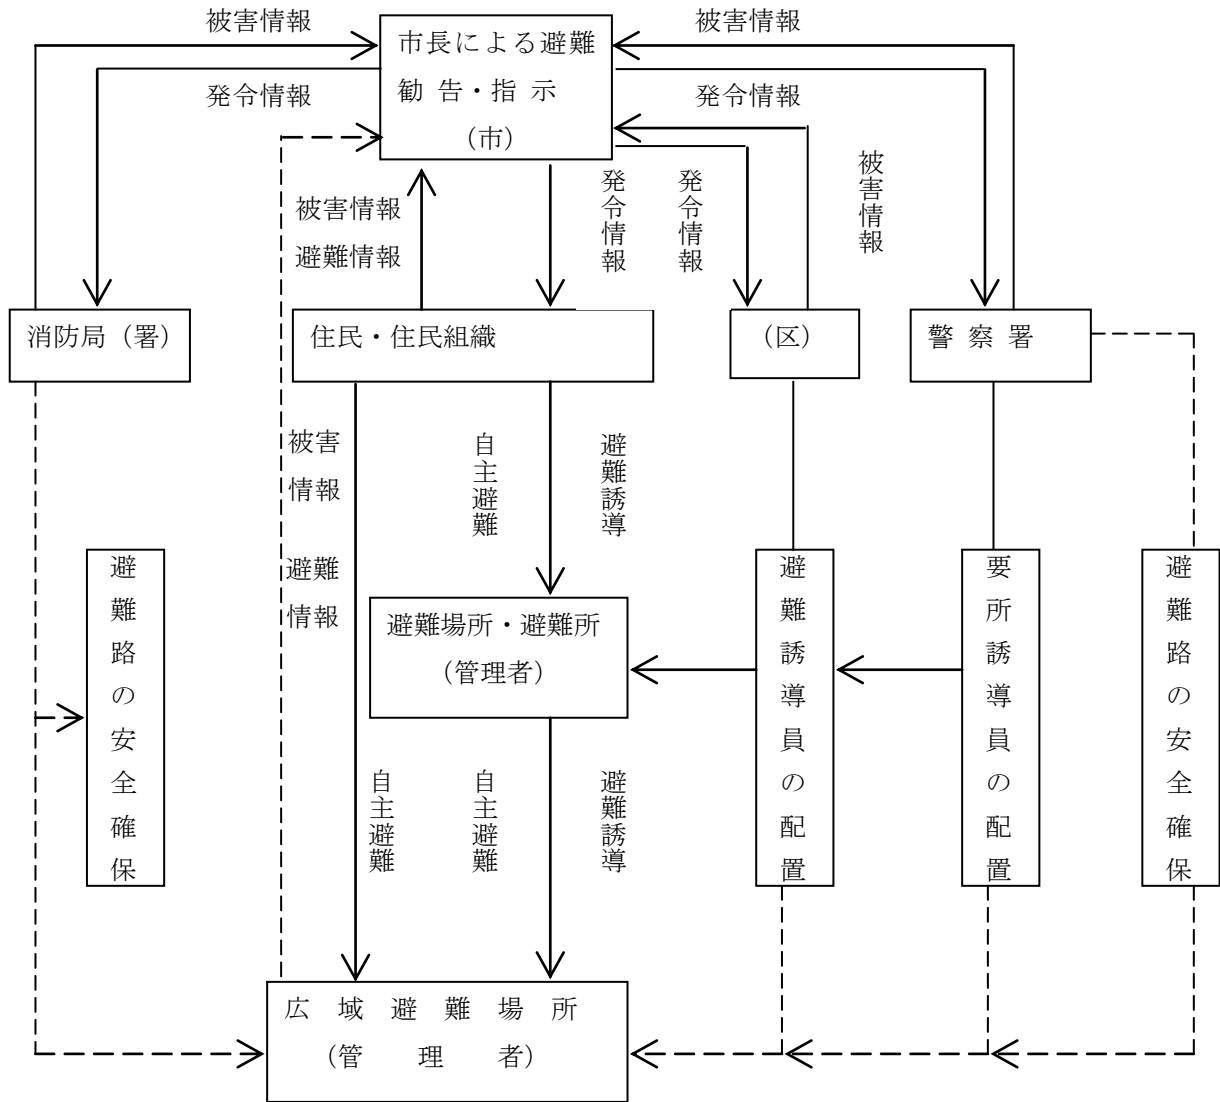 被害情報
被害情報
市長による避難
勧 告・指 示
(市)
発令情報
発令情報
被害情報
避難情報
発令情報
発令情報
被害情報
消防局（署）
住民・住民組織
（区）
警 察 署
被害
情報
避難
情報
自主避難
避難誘導
避難路の安全確保
避難場所・避難所
（管理者）
避難誘導員の配置
要所誘導員の配置
避難路の安全確保
自主避難
自主避難
避難誘導
広 域 避 難 場 所
（管 理 者）